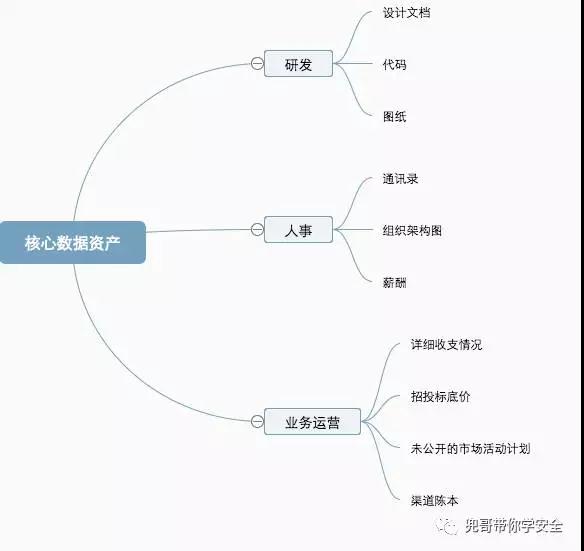 设计文档
研发
代码
图纸
通讯录
核心数据资产
人事
组织架构图
薪酬
详细收支情况
招投标底价
业务运营
未公开的市场活动计划
渠道陈本
兜哥带你学安全